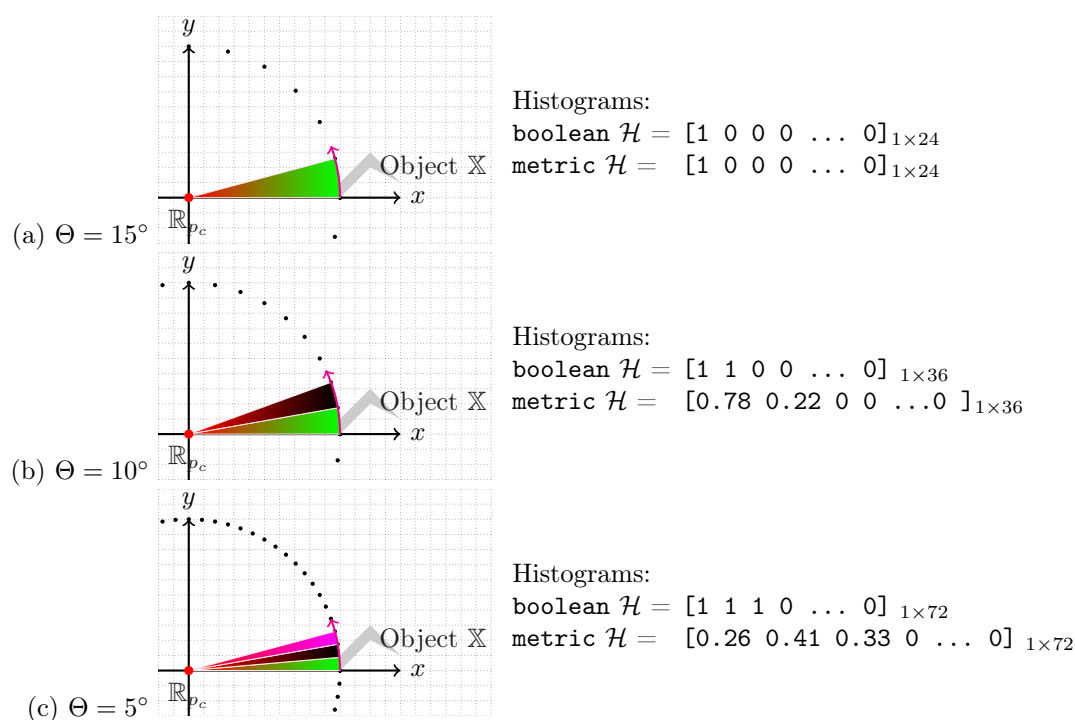 y
Object 𝕏
x
ℝ_{p_c}
(a) Θ = 15°
Histograms:
boolean ℋ = [1 0 0 0 ... 0]_{1×24}
metric ℋ = [1 0 0 0 ... 0]_{1×24}
y
Object 𝕏
x
ℝ_{p_c}
(b) Θ = 10°
Histograms:
boolean ℋ = [1 1 0 0 ... 0] _{1×36}
metric ℋ = [0.78 0.22 0 0 ...0 ]_{1×36}
y
Object 𝕏
x
ℝ_{p_c}
(c) Θ = 5°
Histograms:
boolean ℋ = [1 1 1 0 ... 0] _{1×72}
metric ℋ = [0.26 0.41 0.33 0 ... 0] _{1×72}